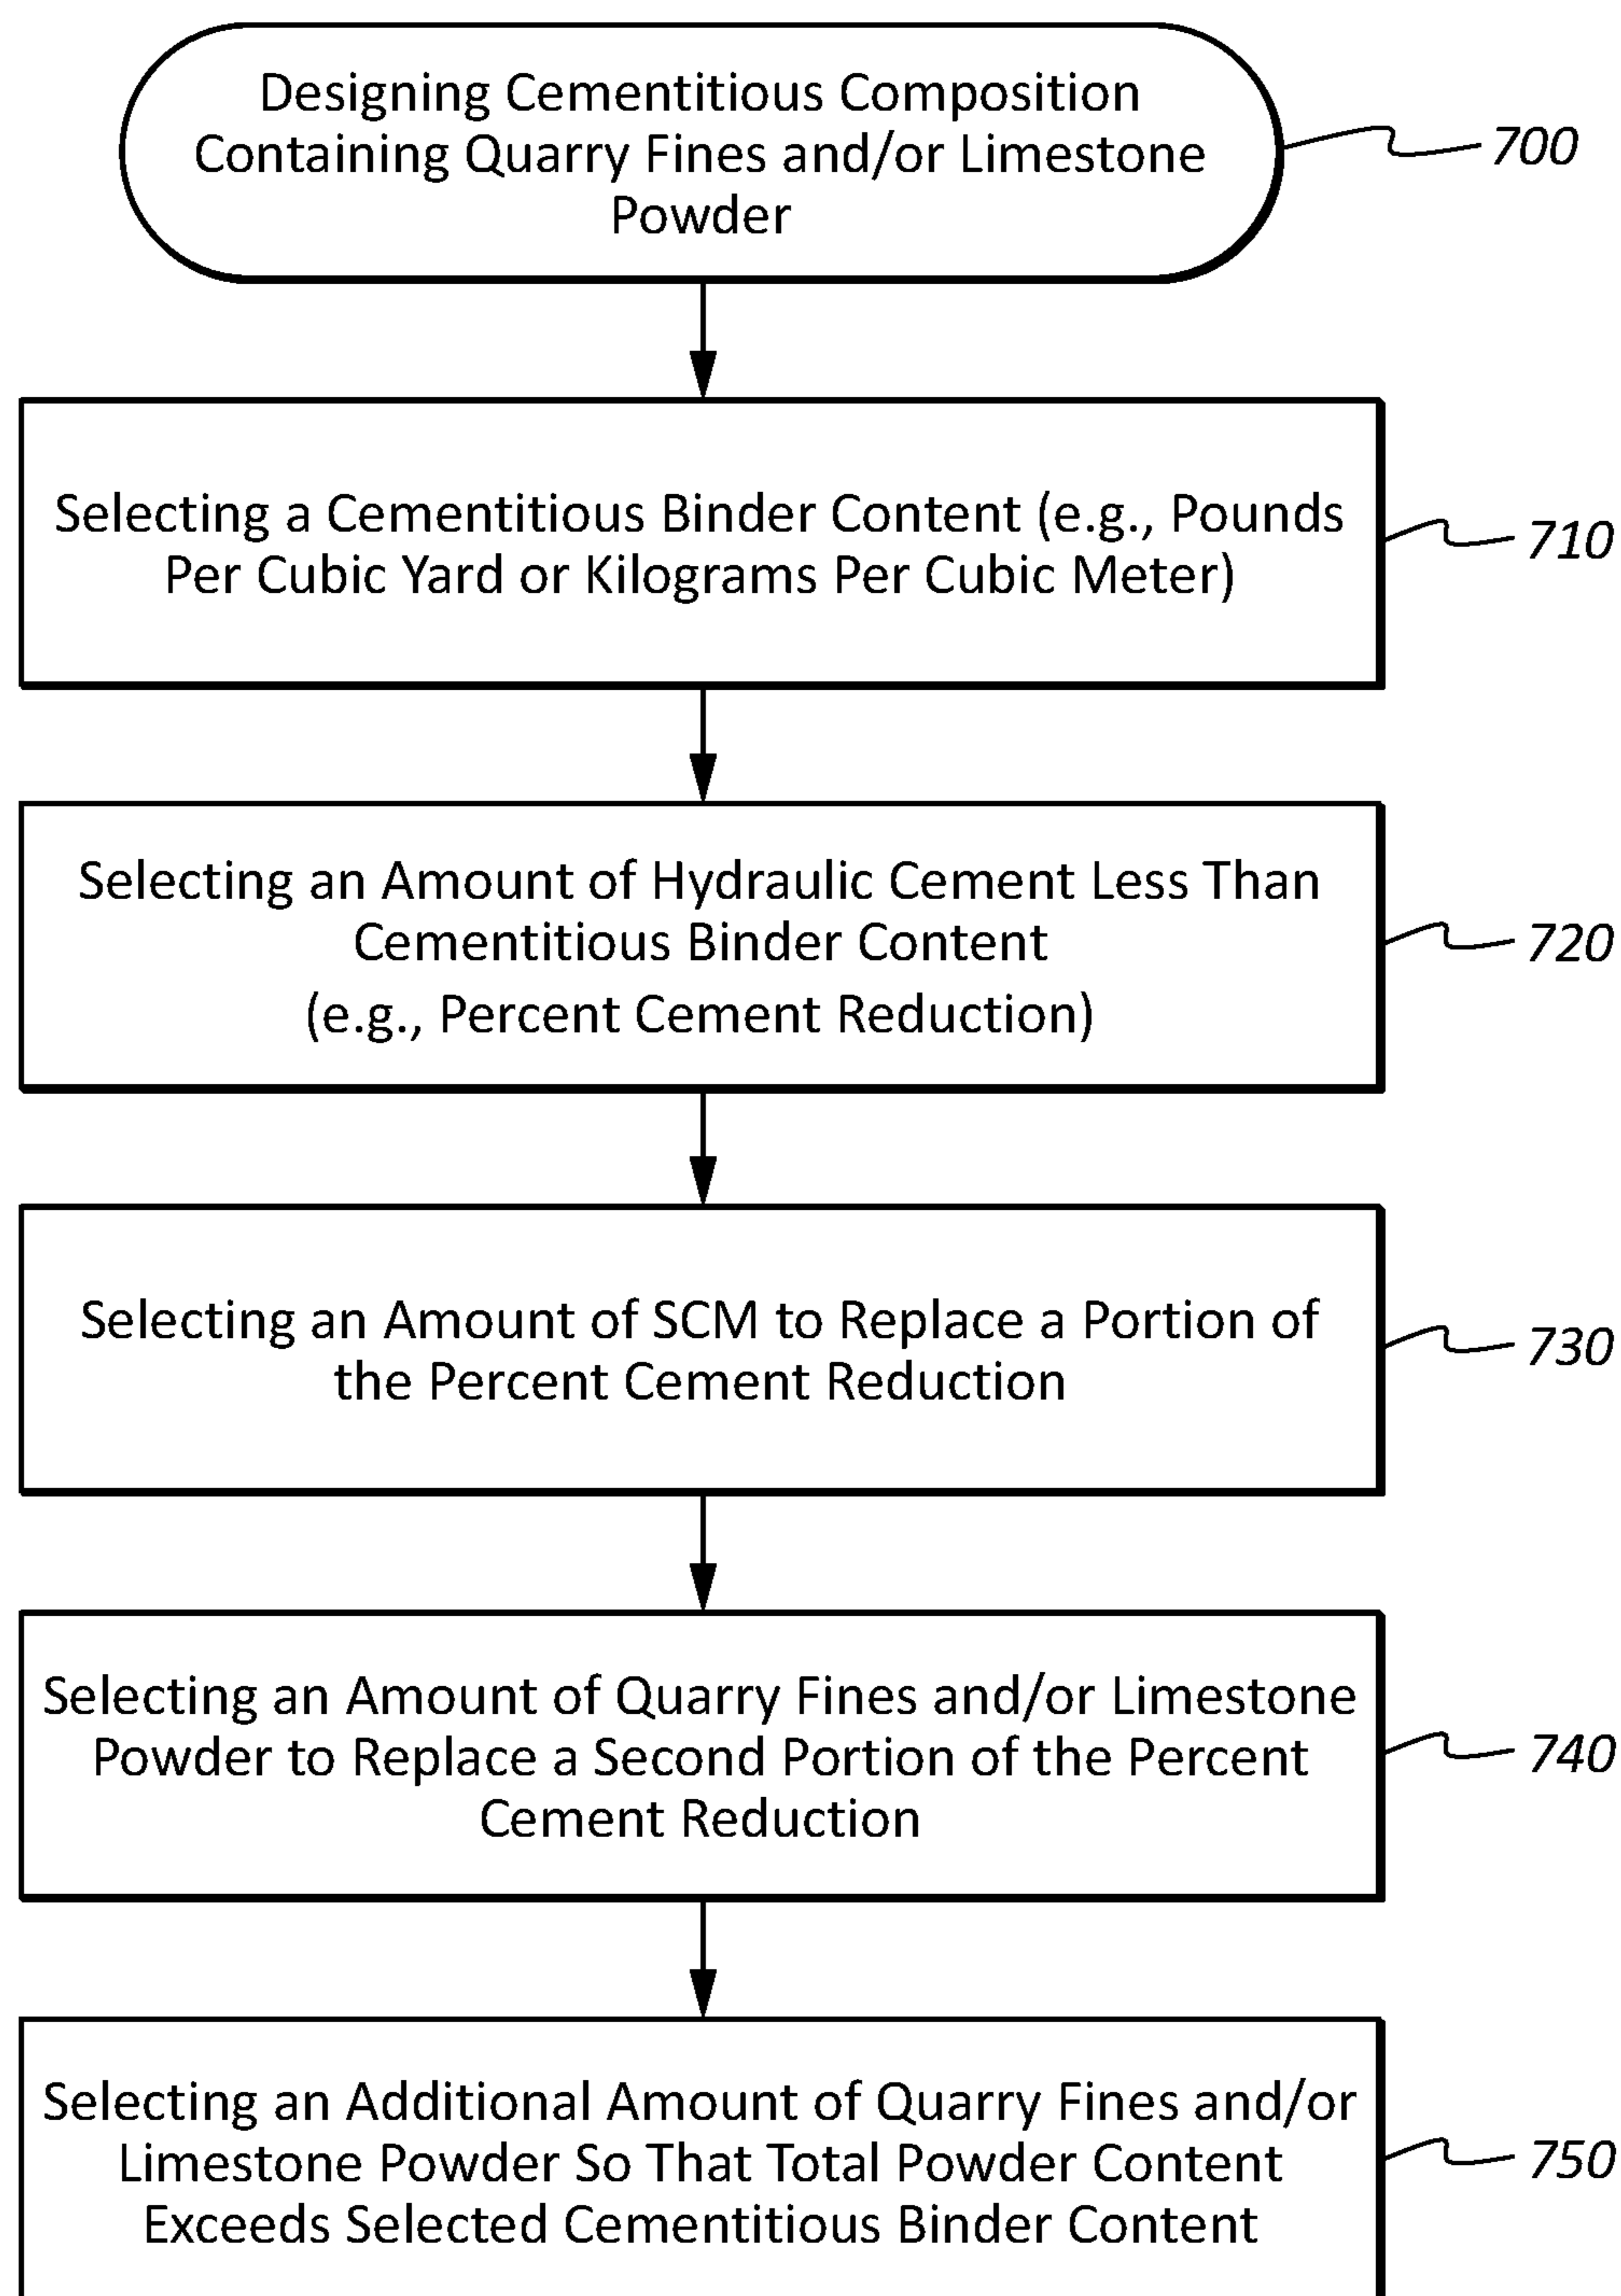 Designing Cementitious Composition
Containing Quarry Fines and/or Limestone
Powder
700
Selecting a Cementitious Binder Content (e.g., Pounds
Per Cubic Yard or Kilograms Per Cubic Meter)
710
Selecting an Amount of Hydraulic Cement Less Than
Cementitious Binder Content
(e.g., Percent Cement Reduction)
720
Selecting an Amount of SCM to Replace a Portion of
the Percent Cement Reduction
730
Selecting an Amount of Quarry Fines and/or Limestone
Powder to Replace a Second Portion of the Percent
Cement Reduction
740
Selecting an Additional Amount of Quarry Fines and/or
Limestone Powder So That Total Powder Content
Exceeds Selected Cementitious Binder Content
750